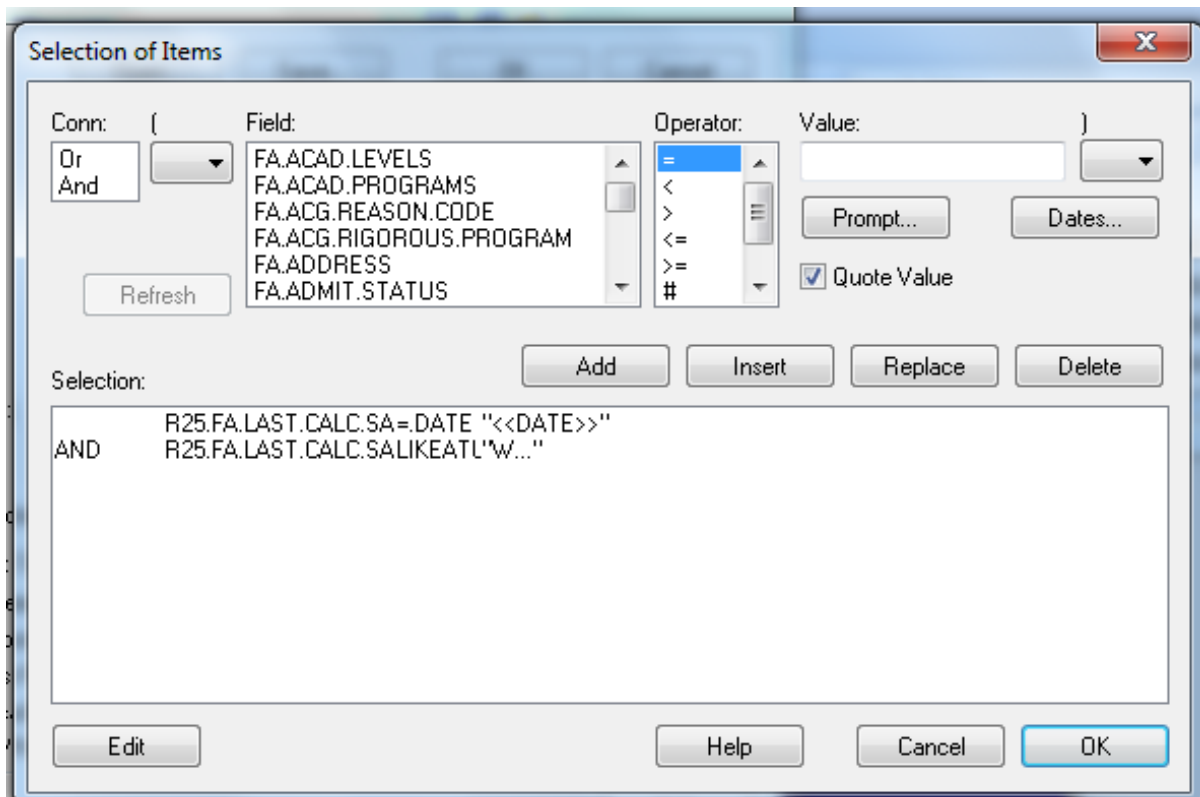 Selection of Items
Conn: ( Field: Operator: Value: )
Or
And
FA.ACAD.LEVELS
FA.ACAD.PROGRAMS
FA.ACG.REASON.CODE
FA.ACG.RIGOROUS.PROGRAM
FA.ADDRESS
FA.ADMIT.STATUS
=
<
>
<=
>=
#
Prompt... Dates...
Quote Value
Refresh
Add Insert Replace Delete
Selection:
R25.FA.LAST.CALC.SA=.DATE "<<DATE>>"
AND R25.FA.LAST.CALC.SALIKEATU"W..."
Edit Help Cancel OK